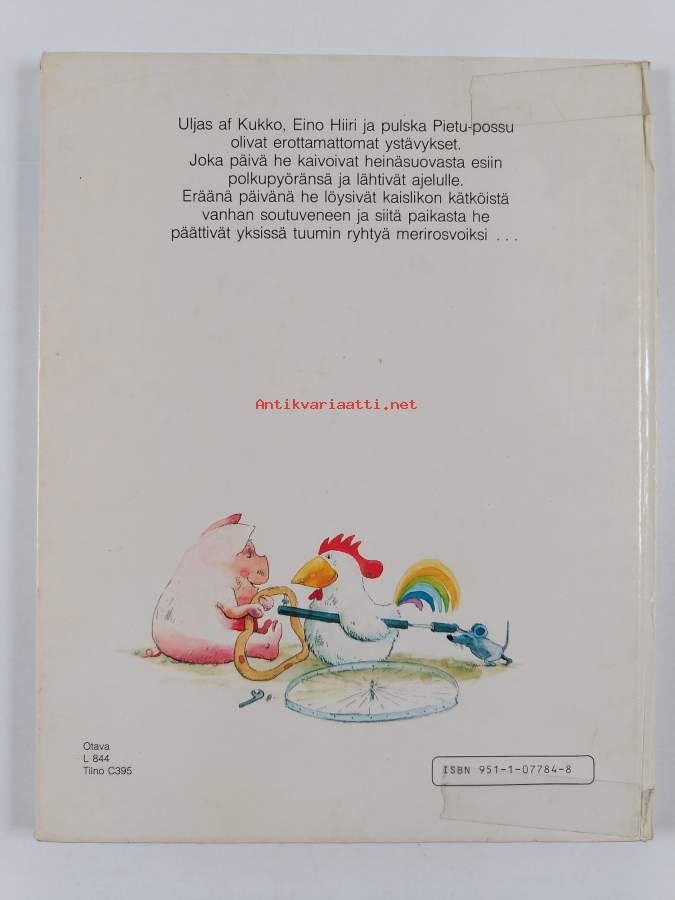 Uljas af Kukko, Eino Hiiri ja pulska Pietu-possu
olivat erottamattomat ystävykset.
Joka päivä he kaivoivat heinäsuovasta esiin
polkupyöränsä ja lähtivät ajelulle.
Eräänä päivänä he löysivät kaislikon kätköistä
vanhan soutuveneen ja siitä paikasta he
päättivät yksissä tuumin ryhtyä merirosvoiksi ...
Antikvariaatti.net
Otava
L 844
Tilno C395
ISBN 951-1-07784-8